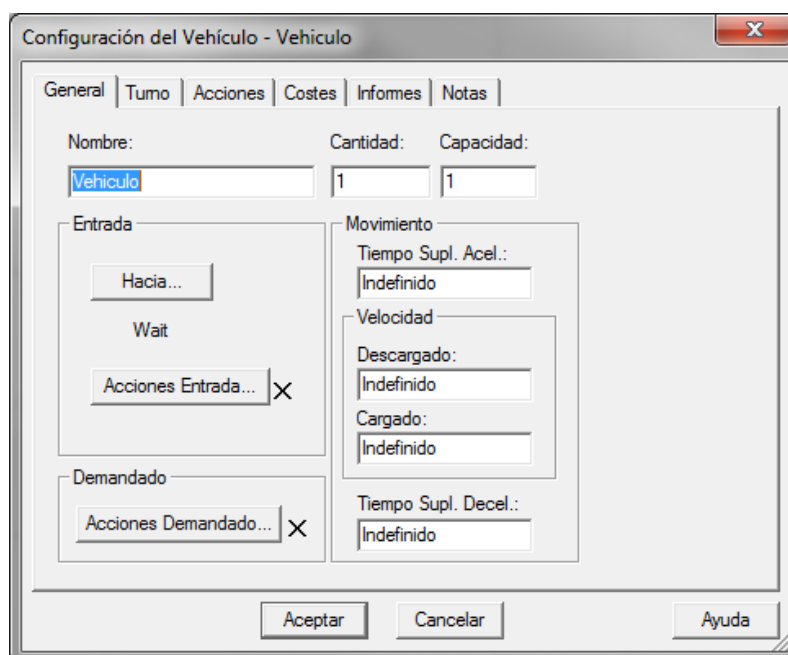 Configuración del Vehículo - Vehiculo
General Turno Acciones Costes Informes Notas
Nombre: Cantidad: Capacidad:
Vehiculo 1 1
Entrada Movimiento
Tiempo Supl. Acel.:
Hacia... Indefinido
Wait Velocidad
Descargado:
Acciones Entrada... Indefinido
Cargado:
Indefinido
Demandado
Tiempo Supl. Decel.:
Acciones Demandado... Indefinido
Aceptar Cancelar Ayuda